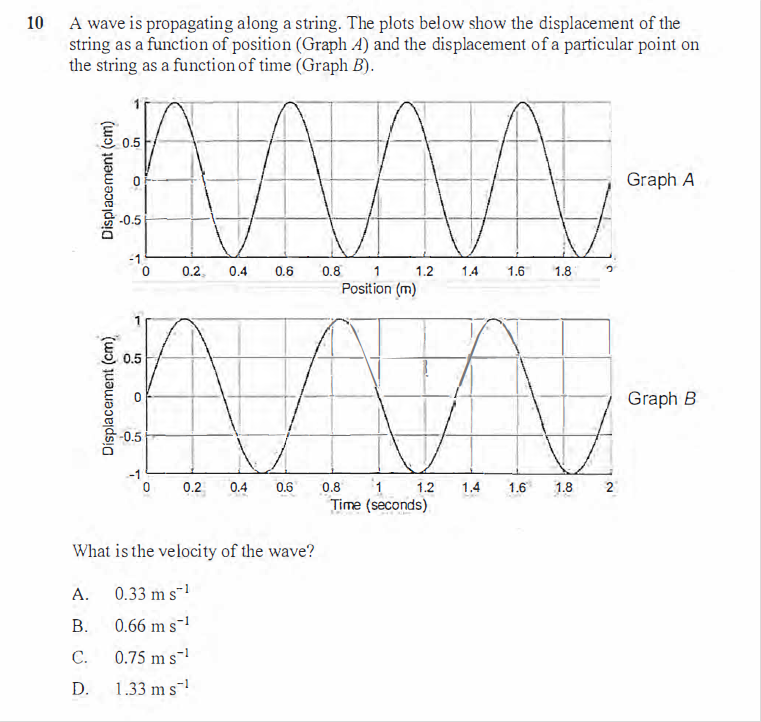 10 A wave is propagating along a string. The plots below show the displacement of the
string as a function of position (Graph A) and the displacement of a particular point on
the string as a function of time (Graph B).
Displacement (cm)
1
0.5
0
-0.5
-1
0 0.2 0.4 0.6 0.8 1 1.2 1.4 1.6 1.8
Position (m)
Graph A
Displacement (cm)
1
0.5
0
-0.5
-1
0 0.2 0.4 0.6 0.8 1 1.2 1.4 1.6 1.8 2
Time (seconds)
Graph B
What is the velocity of the wave?
A. 0.33 m s⁻¹
B. 0.66 m s⁻¹
C. 0.75 m s⁻¹
D. 1.33 m s⁻¹